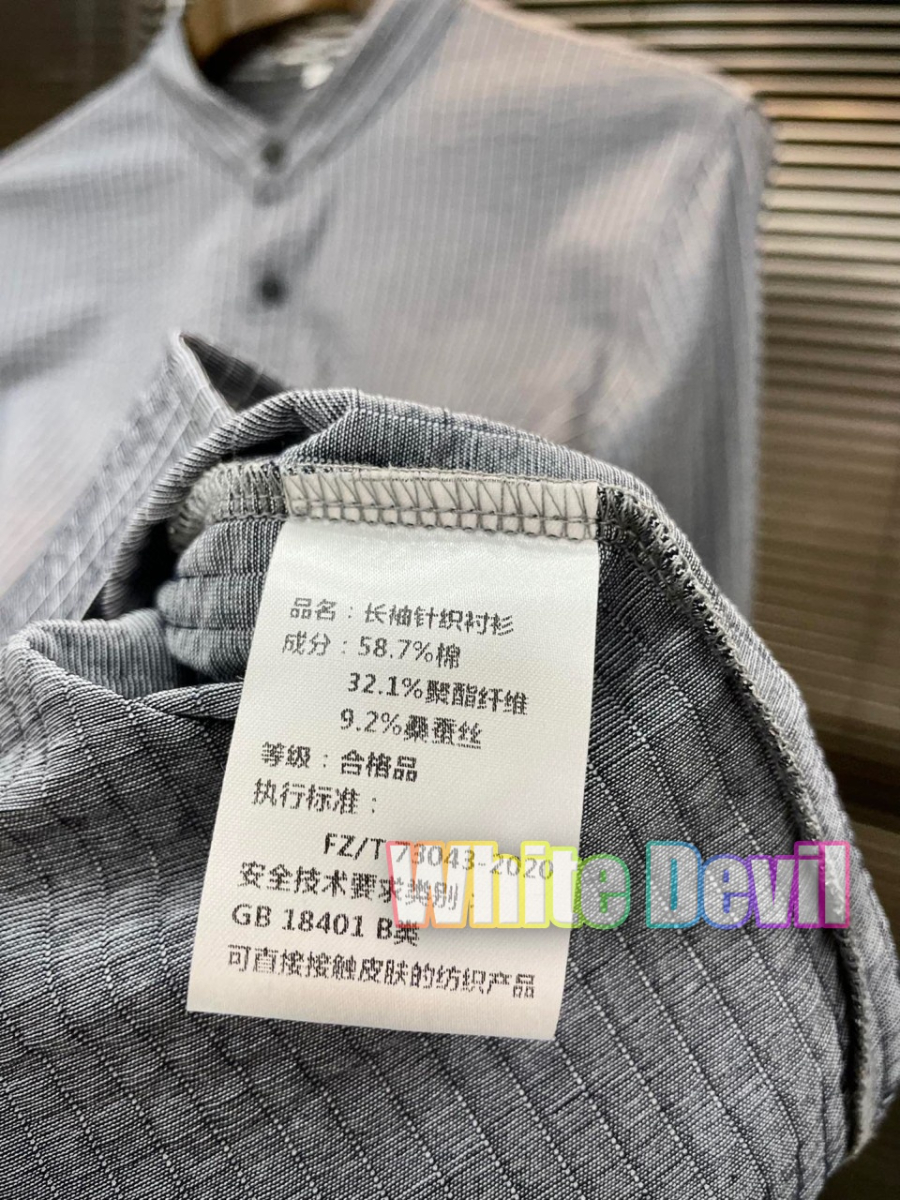 品名：长袖针织衬衫
成分：58.7%棉
32.1%聚酯纤维
9.2%桑蚕丝
等级：合格品
执行标准：
FZ/T 73043-2020
安全技术要求类别：
GB 18401 B类
可直接接触皮肤的纺织产品
White Devil